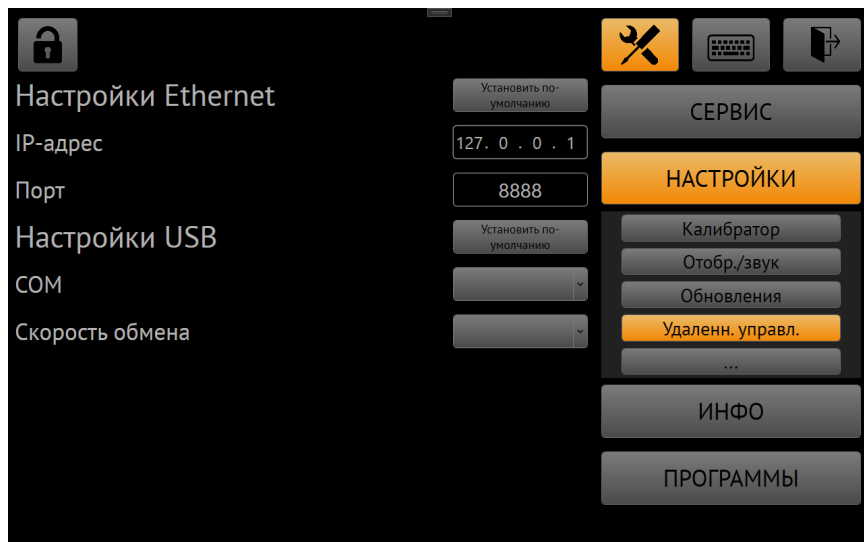 Настройки Ethernet
Установить по-
умолчанию
IP-адрес
127. 0 . 0 . 1
Порт
8888
Настройки USB
Установить по-
умолчанию
COM
Скорость обмена
СЕРВИС
НАСТРОЙКИ
Калибратор
Отобр./звук
Обновления
Удаленн. управл.
...
ИНФО
ПРОГРАММЫ